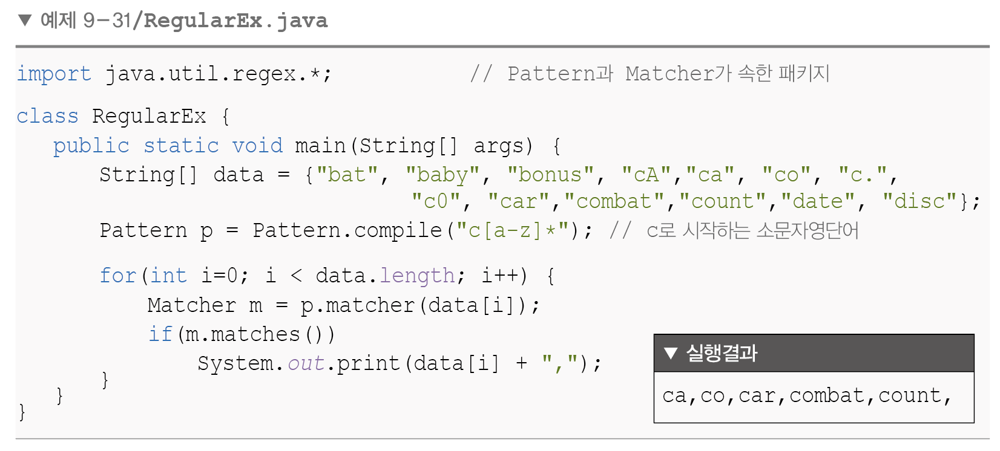 ▼ 예제 9-31/RegularEx.java
import java.util.regex.*; // Pattern과 Matcher가 속한 패키지
class RegularEx {
public static void main(String[] args) {
String[] data = {"bat", "baby", "bonus", "cA","ca", "co", "c.",
"c0", "car","combat","count","date", "disc"};
Pattern p = Pattern.compile("c[a-z]*"); // c로 시작하는 소문자영단어
for(int i=0; i < data.length; i++) {
Matcher m = p.matcher(data[i]);
if(m.matches())
System.out.print(data[i] + ",");
}
}
}
▼ 실행결과
ca,co,car,combat,count,